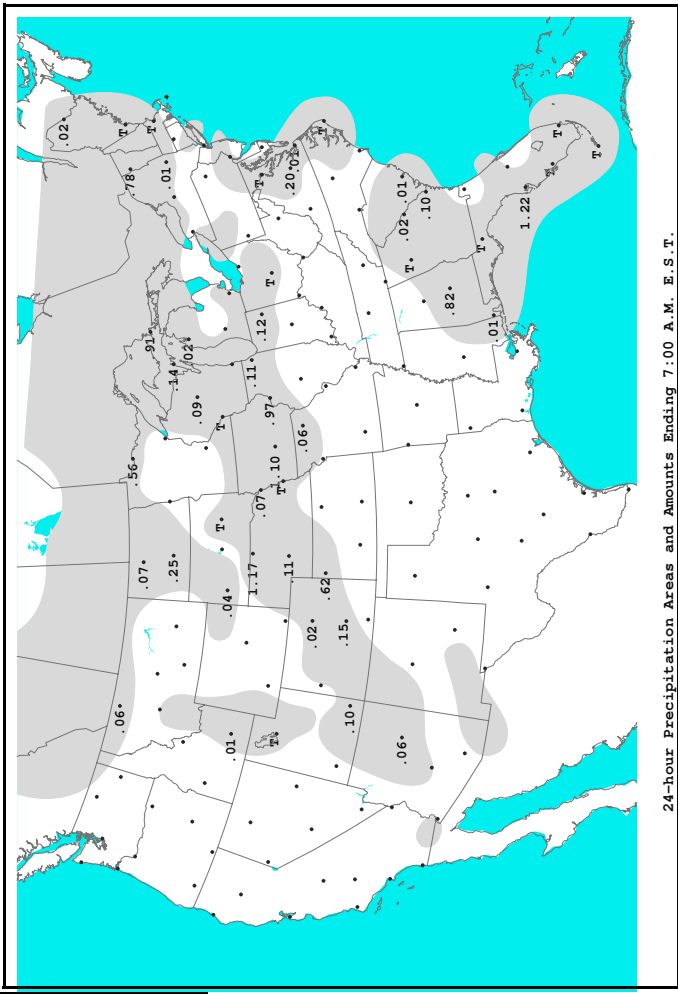 .02
.06
T
.78
.56
.07
.91
T
.01
.14
.25
.02
.09
T
T
.04
.01
.11
1.17
T
.07
.12
.97
T
T
1.10
T
.11
.20
.01
.06
.02
T
.62
.15
.10
.06
.01
.02
T
.10
.82
T
.01
1.22
T
T
T
24-hour Precipitation Areas and Amounts Ending 7:00 A.M. E.S.T.